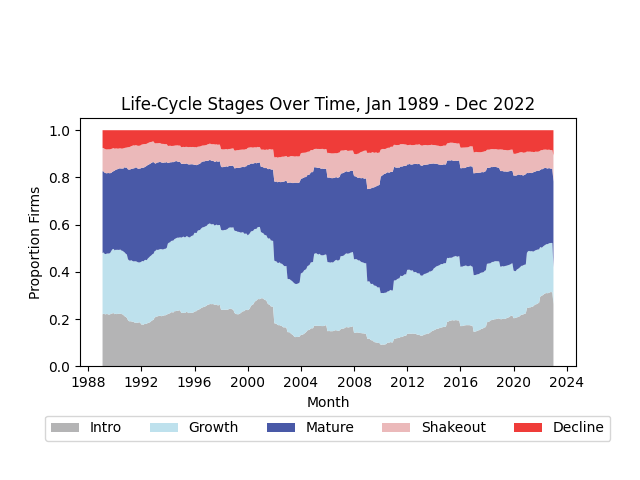 Life-Cycle Stages Over Time, Jan 1989 - Dec 2022
1.0
0.8
0.6
0.4
0.2
0.0
Proportion Firms
1988 1992 1996 2000 2004 2008 2012 2016 2020 2024
Month
Intro Growth Mature Shakeout Decline